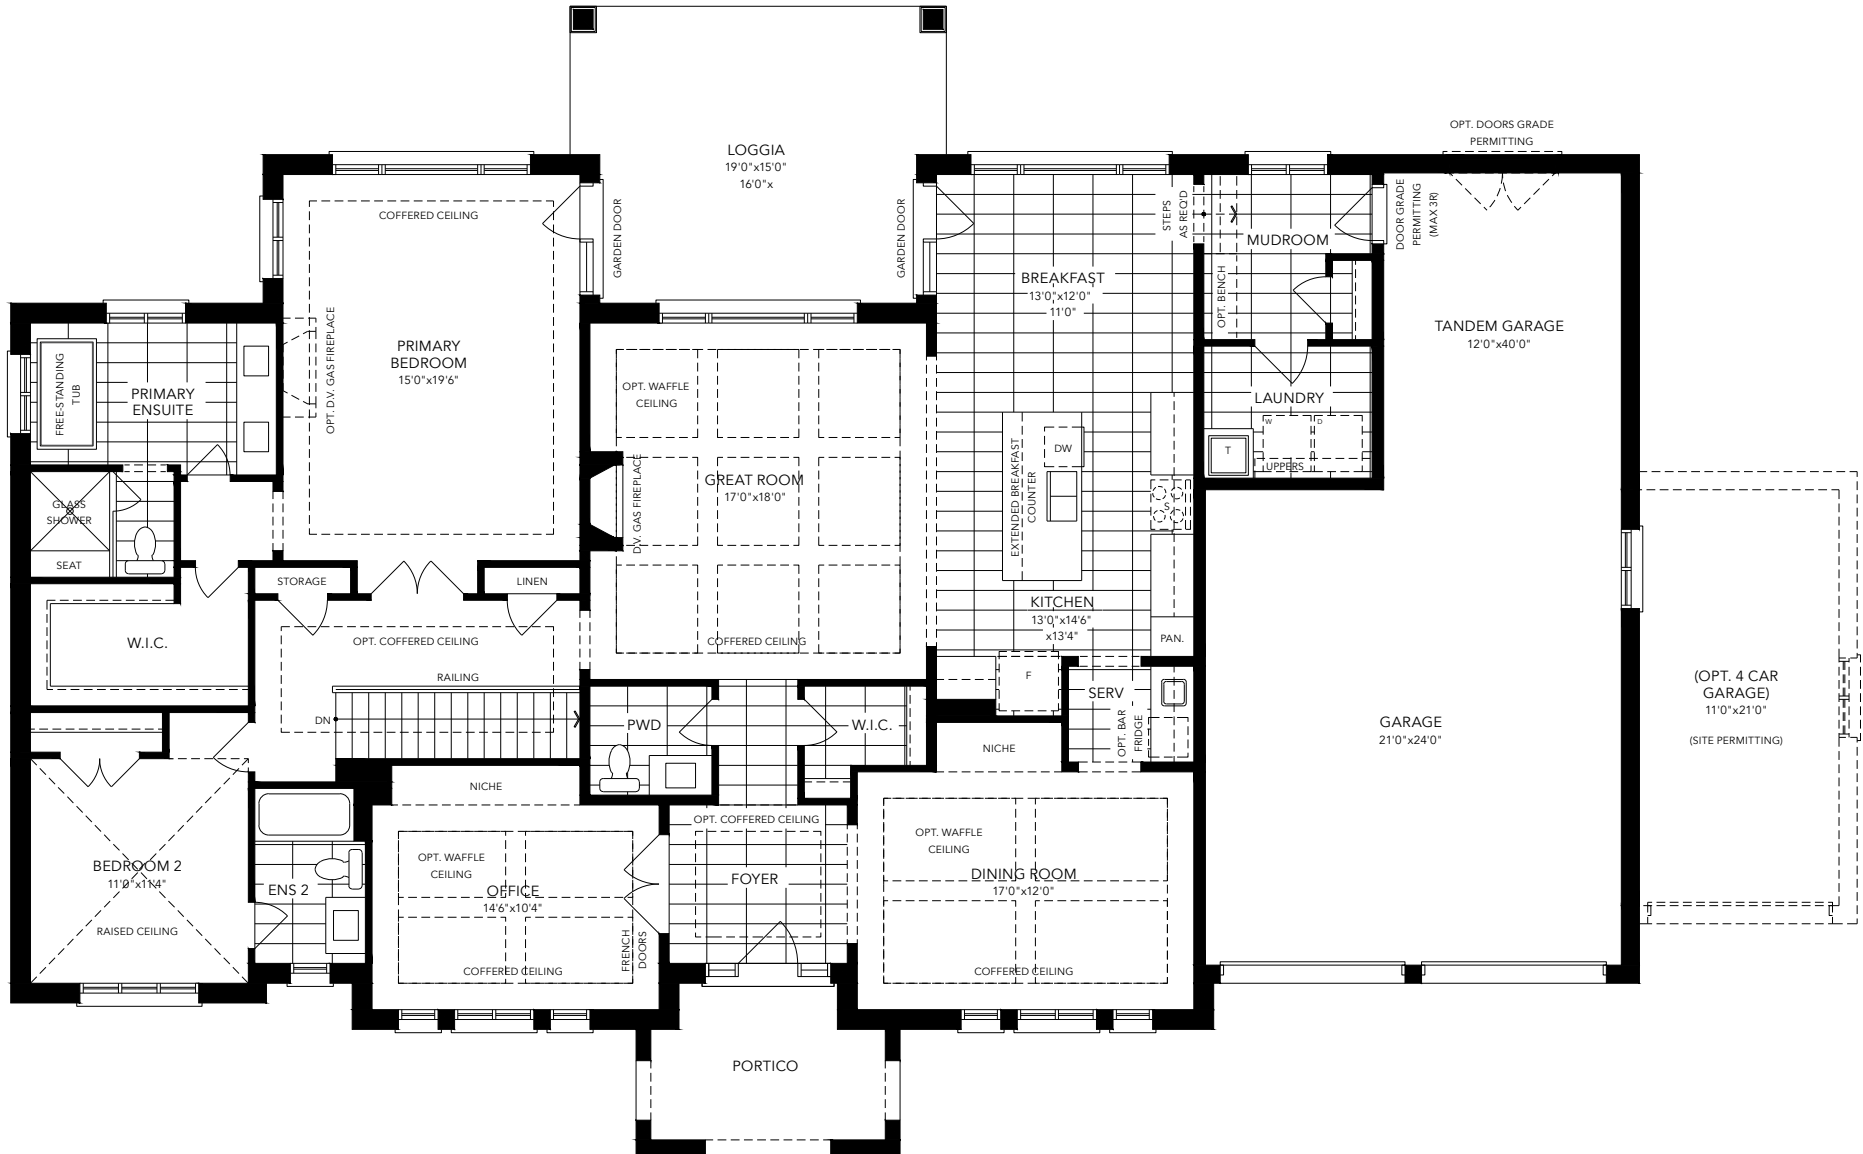 OPT. DOORS GRADE
PERMITTING
LOGGIA
19'0"x15'0"
16'0"x
COFFERED CEILING
GARDEN DOOR
GARDEN DOOR
STEPS
AS REQ'D
DOOR GRADE
PERMITTING
(MAX 3R)
MUDROOM
OPT. BENCH
BREAKFAST
13'0"x12'0"
11'0"
TANDEM GARAGE
12'0"x40'0"
FREE-STANDING
TUB
PRIMARY
ENSUITE
OPT. D.V. GAS FIREPLACE
PRIMARY
BEDROOM
15'0"x19'6"
OPT. WAFFLE
CEILING
LAUNDRY
W
D
T
UPPERS
EXTENDED BREAKFAST
COUNTER
DW
GREAT ROOM
17'0"x18'0"
D.V. GAS FIREPLACE
S
GLASS
SHOWER
SEAT
STORAGE
LINEN
KITCHEN
13'0"x14'6"
x13'4"
PAN.
W.I.C.
OPT. COFFERED CEILING
COFFERED CEILING
RAILING
F
SERV
(OPT. 4 CAR
GARAGE)
11'0"x21'0"
(SITE PERMITTING)
DN
PWD
W.I.C.
OPT. BAR
FRIDGE
GARAGE
21'0"x24'0"
NICHE
NICHE
OPT. COFFERED CEILING
OPT. WAFFLE
CEILING
OPT. WAFFLE
CEILING
BEDROOM 2
11'0"x11'4"
ENS 2
OFFICE
14'6"x10'4"
FOYER
DINING ROOM
17'0"x12'0"
RAISED CEILING
FRENCH
DOORS
COFFERED CEILING
COFFERED CEILING
PORTICO